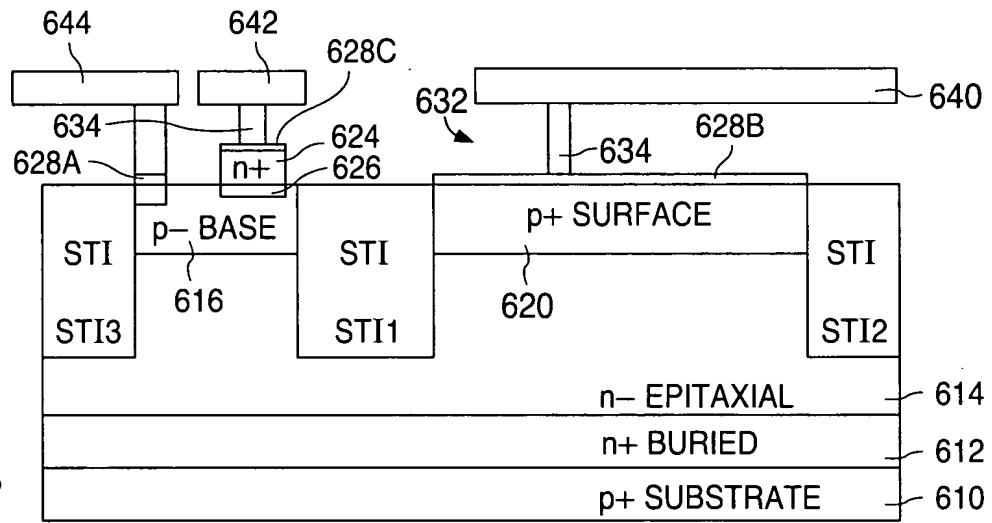 644 642 628C
632 640
634 624 628B
628A n+ 626 634
p− BASE p+ SURFACE
STI STI STI
616 620
STI3 STI1 STI2
n− EPITAXIAL 614
n+ BURIED 612
p+ SUBSTRATE 610